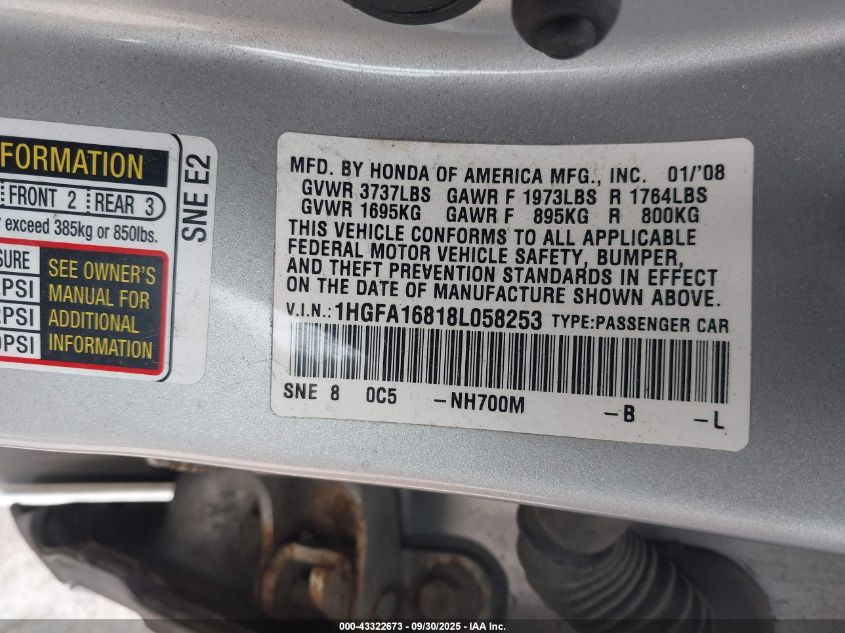 FORMATION
FRONT 2 REAR 3
exceed 385kg or 850lbs.
SURE
PSI
PSI
PSI
SEE OWNER'S
MANUAL FOR
ADDITIONAL
INFORMATION
SNE E2
MFD. BY HONDA OF AMERICA MFG., INC. 01/'08
GVWR 3737LBS GAWR F 1973LBS R 1764LBS
GVWR 1695KG GAWR F 895KG R 800KG
THIS VEHICLE CONFORMS TO ALL APPLICABLE
FEDERAL MOTOR VEHICLE SAFETY, BUMPER,
AND THEFT PREVENTION STANDARDS IN EFFECT
ON THE DATE OF MANUFACTURE SHOWN ABOVE.
V.I.N.: 1HGFA16818L058253 TYPE:PASSENGER CAR
SNE 8 0C5 -NH700M -B -L
000-43322673 - 09/30/2025 - IAA Inc.